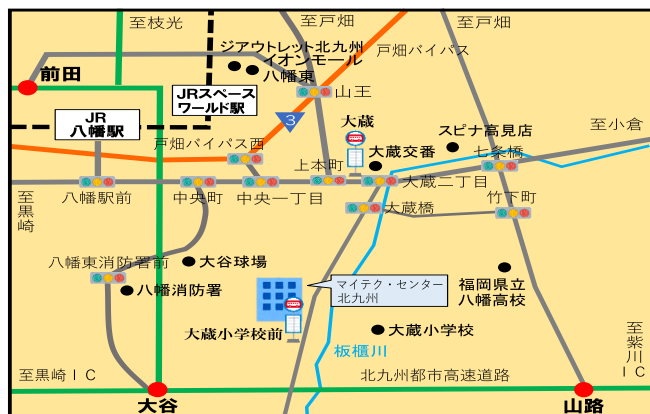 至枝光
至戸畑
至戸畑
ジアウトレット北九州
イオンモール
八幡東
戸畑バイパス
前田
JRスペース
ワールド駅
山王
JR
八幡駅
3
大蔵
スピナ高見店
至小倉
戸畑バイパス西
上本町
大蔵交番
七条橋
至黒崎
八幡駅前
中央町
中央一丁目
大蔵二丁目
大蔵橋
竹下町
八幡東消防署前
大谷球場
八幡消防署
マイテク・センター
北九州
福岡県立
八幡高校
大蔵小学校前
大蔵小学校
板櫃川
至紫川IC
至黒崎IC
北九州都市高速道路
大谷
山路